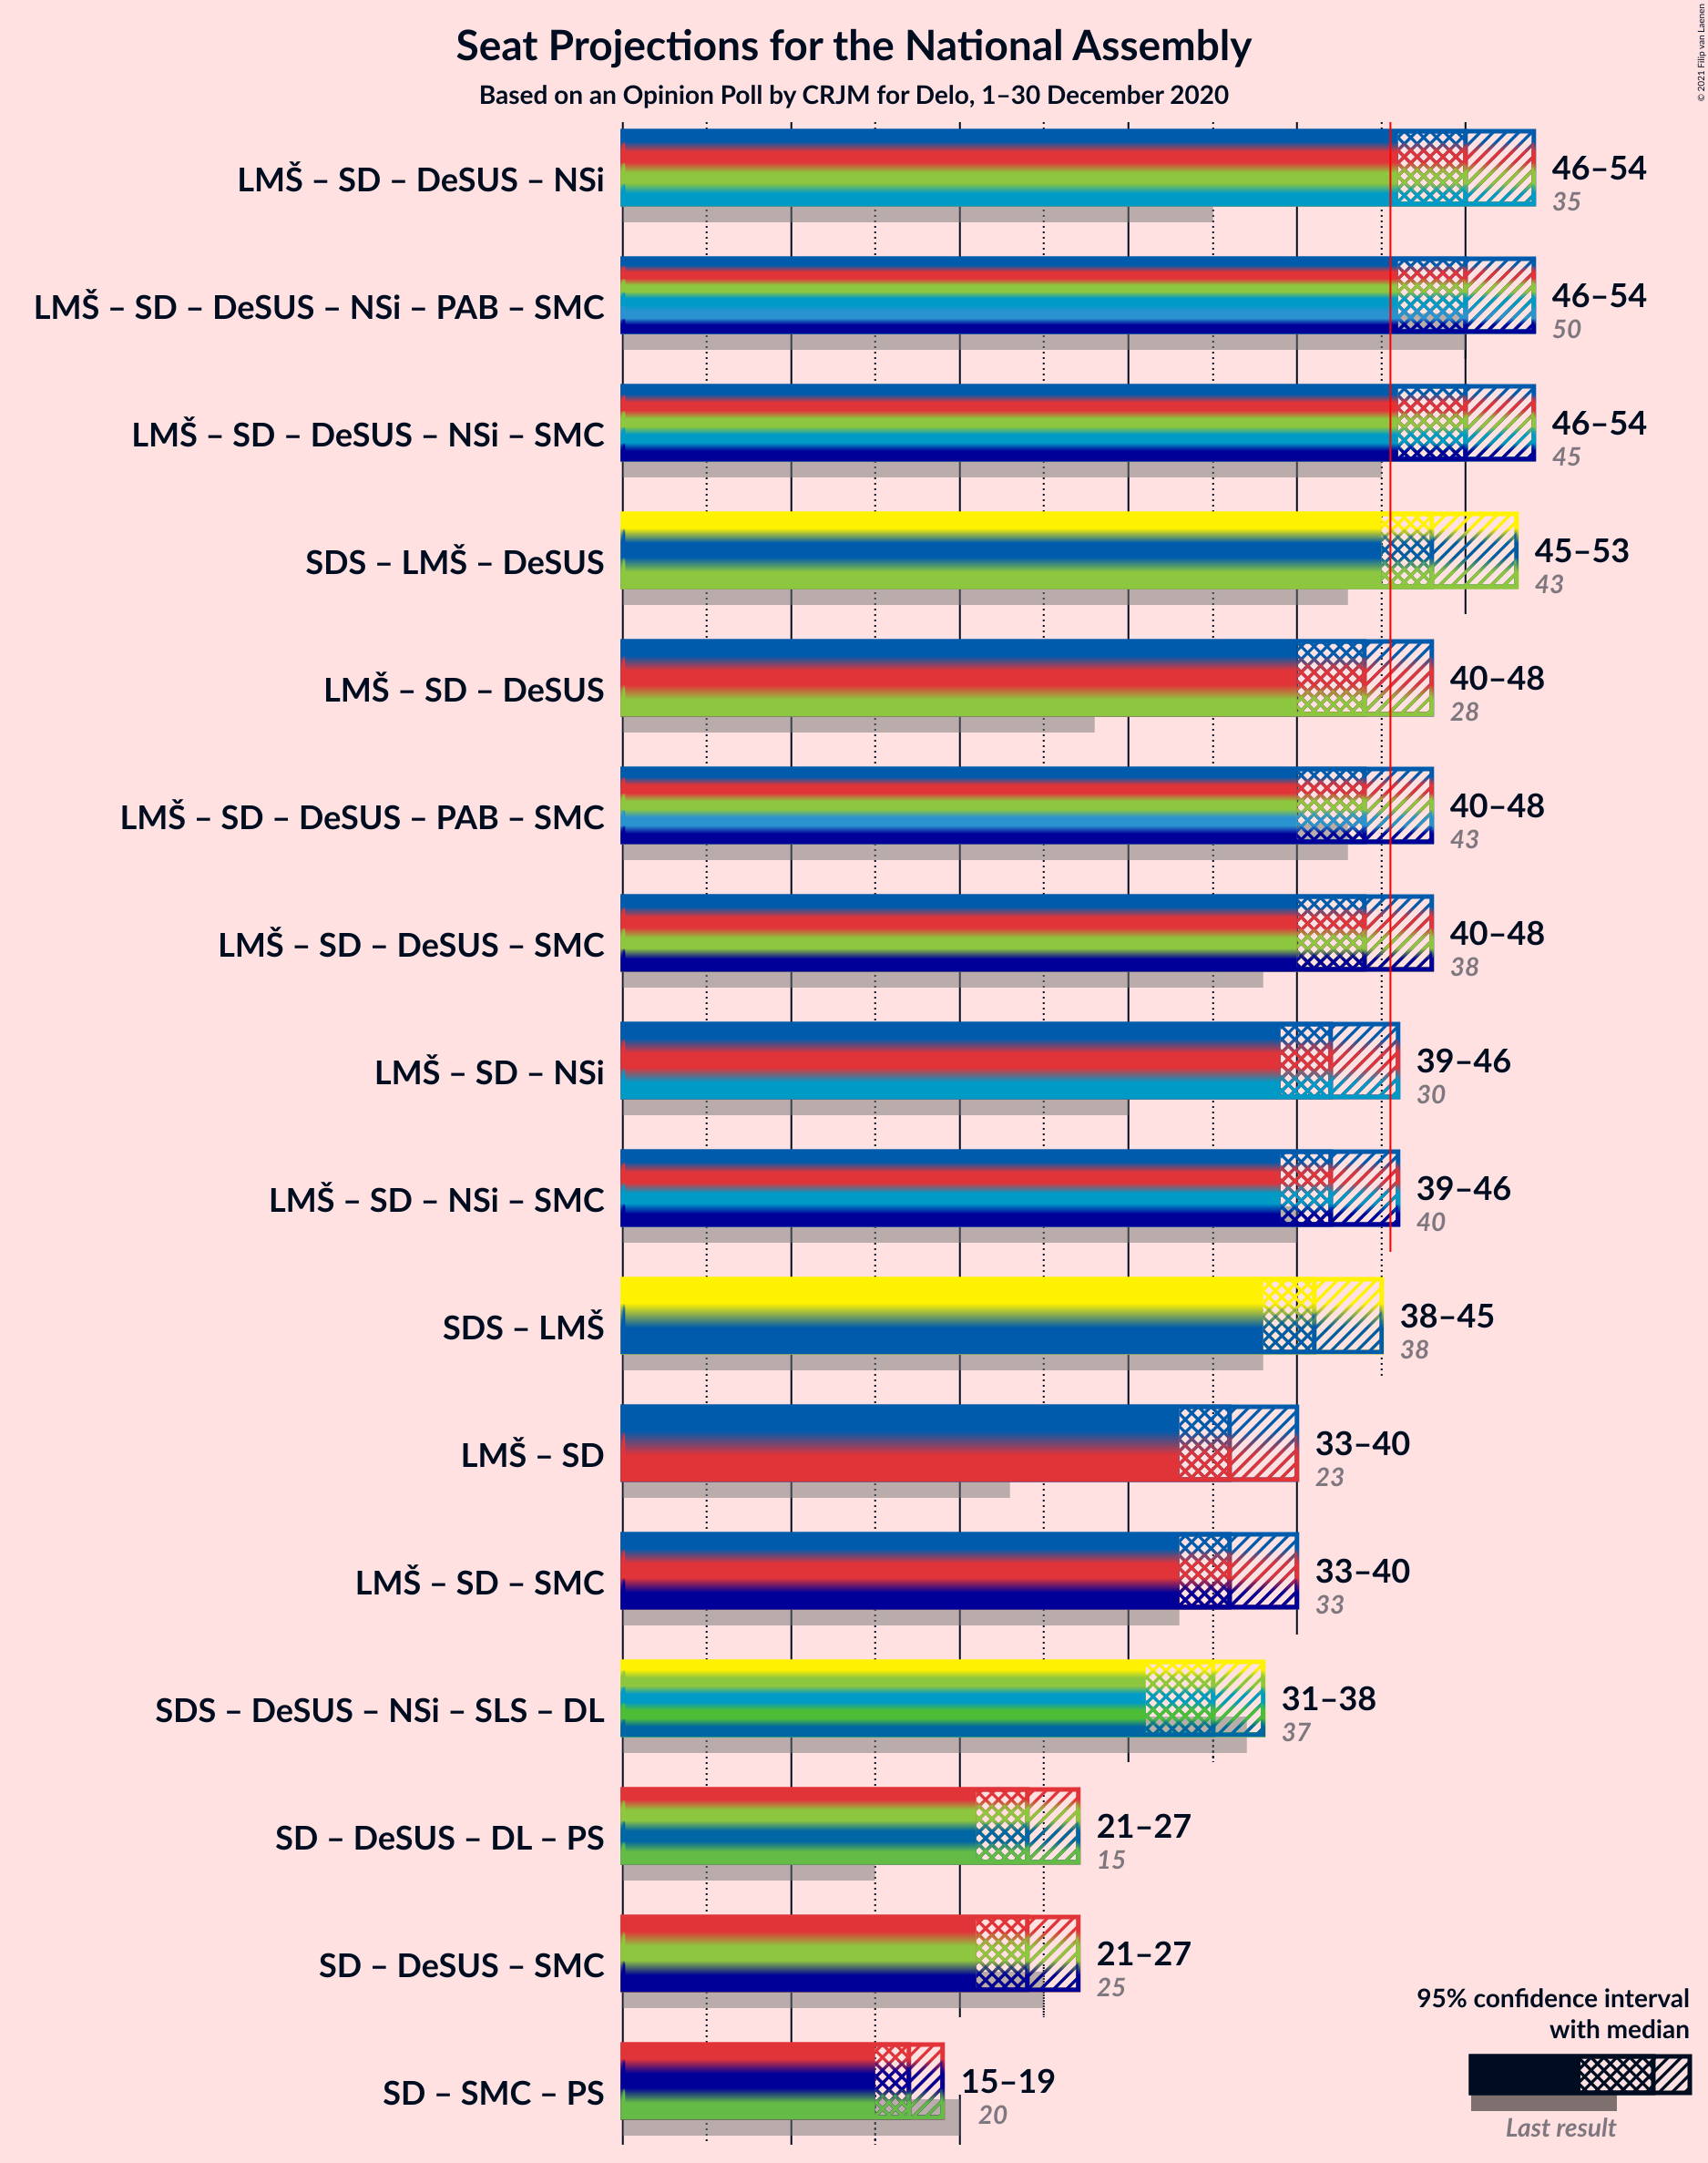 Seat Projections for the National Assembly
Based on an Opinion Poll by CRJM for Delo, 1–30 December 2020
© 2021 Filip van Laenen
LMŠ – SD – DeSUS – NSi
46–54
35
LMŠ – SD – DeSUS – NSi – PAB – SMC
46–54
50
LMŠ – SD – DeSUS – NSi – SMC
46–54
45
SDS – LMŠ – DeSUS
45–53
43
LMŠ – SD – DeSUS
40–48
28
LMŠ – SD – DeSUS – PAB – SMC
40–48
43
LMŠ – SD – DeSUS – SMC
40–48
38
LMŠ – SD – NSi
39–46
30
LMŠ – SD – NSi – SMC
39–46
40
SDS – LMŠ
38–45
38
LMŠ – SD
33–40
23
LMŠ – SD – SMC
33–40
33
SDS – DeSUS – NSi – SLS – DL
31–38
37
SD – DeSUS – DL – PS
21–27
15
SD – DeSUS – SMC
21–27
25
SD – SMC – PS
15–19
20
95% confidence interval
with median
Last result